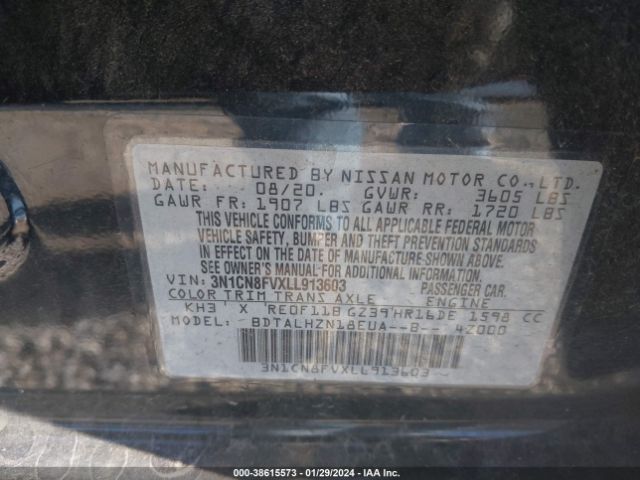 MANUFACTURED BY NISSAN MOTOR CO., LTD.
DATE: 08/20. GVWR: 3605 LBS
GAWR FR: 1907 LBS GAWR RR: 1720 LBS
THIS VEHICLE CONFORMS TO ALL APPLICABLE FEDERAL MOTOR
VEHICLE SAFETY, BUMPER AND THEFT PREVENTION STANDARDS
IN EFFECT ON THE DATE OF MANUFACTURE SHOWN ABOVE.
SEE OWNER'S MANUAL FOR ADDITIONAL INFORMATION.
VIN: 3N1CN8FVXLL913603 PASSENGER CAR.
COLOR TRIM TRANS AXLE ENGINE
KH3 X RE0F11B GZ39 HR16DE 1598 CC
MODEL: BDTALHZN18EUA--B-- 4Z000
3N1CN8FVXLL913603
000-38615573 - 01/29/2024 - IAA Inc.